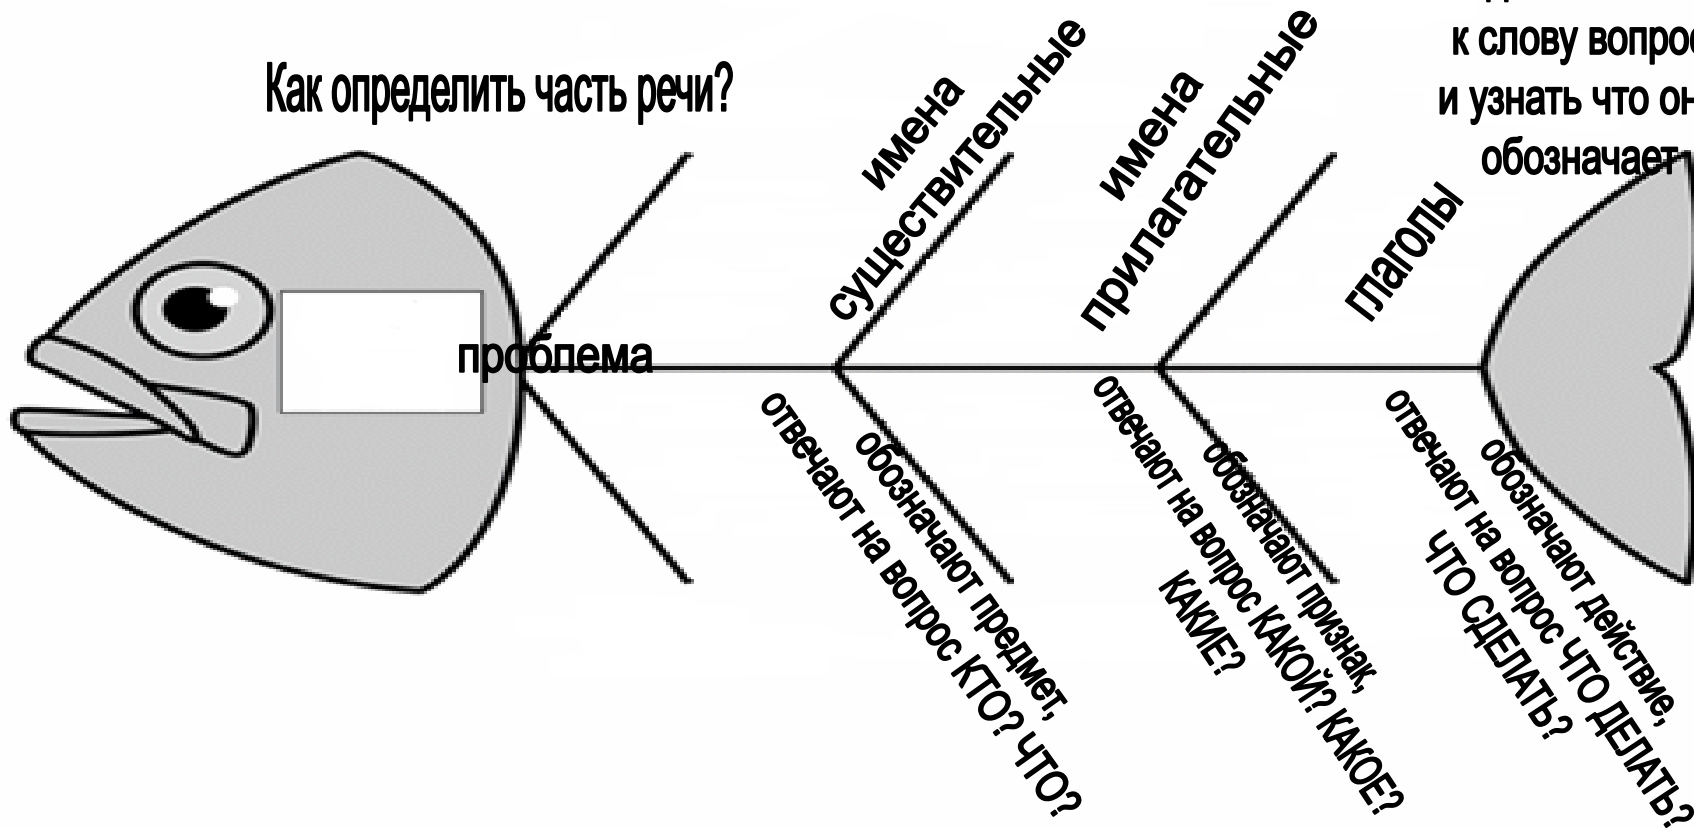 Как определить часть речи?
проблема
имена
существительные
обозначают предмет,
отвечают на вопрос КТО? ЧТО?
имена
прилагательные
обозначают признак,
отвечают на вопрос КАКОЙ? КАКОЕ?
КАКИЕ?
глаголы
обозначают действие,
отвечают на вопрос ЧТО ДЕЛАТЬ?
ЧТО СДЕЛАТЬ?
к слову
и узнать что
обозначает